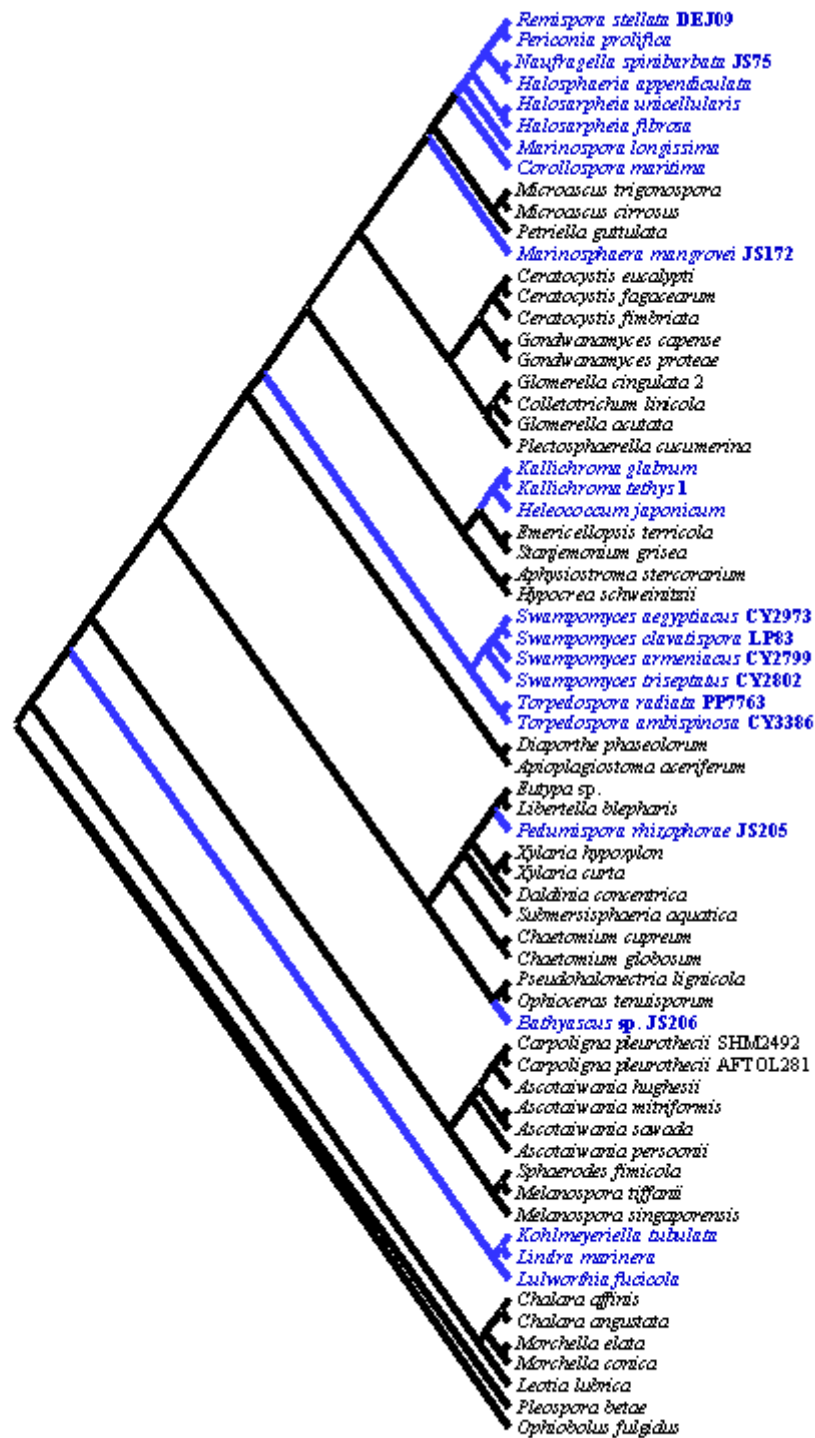 Remispora stellata DEJ09
Periconia prolifica
Naufragella spinibarbata JS75
Halosphaeria appendiculata
Halosarpheia unicellularis
Halosarpheia fibrosa
Marinospora longissima
Corollospora maritima
Microascus trigonospora
Microascus cirrosus
Petriella guttulata
Marinosphaera mangrovei JS172
Ceratocystis eucalypti
Ceratocystis fagacearum
Ceratocystis fimbriata
Gondwanamyces capense
Gondwanamyces proteae
Glomerella cingulata 2
Colletotrichum linicola
Glomerella acutata
Plectosphaerella cucumerina
Kallichroma glabrum
Kallichroma tethys 1
Heleococcum japonicum
Emericellopsis terricola
Stanjemonium grisea
Aphysiostroma stercorarium
Hypocrea schweinitzii
Swampomyces aegyptiacus CY2973
Swampomyces clavatispora LP83
Swampomyces armeniacus CY2799
Swampomyces triseptatus CY2802
Torpedospora radiata PP7763
Torpedospora ambispinosa CY3386
Diaporthe phaseolorum
Apioplagiostoma aceriferum
Eutypa sp.
Libertella blepharis
Pedumispora rhizophorae JS205
Xylaria hypoxylon
Xylaria curta
Daldinia concentrica
Submersisphaeria aquatica
Chaetomium cupreum
Chaetomium globosum
Pseudohalonectria lignicola
Ophioceras tenuisporum
Bathyascus sp. JS206
Carpoligna pleurothecii SHM2492
Carpoligna pleurothecii AFTOL281
Ascotaiwania hughesii
Ascotaiwania mitriformis
Ascotaiwania sawada
Ascotaiwania persoonii
Sphaerodes fimicola
Melanospora tiffanii
Melanospora singaporensis
Kohlmeyeriella tubulata
Lindra marinera
Lulworthia fucicola
Chalara affinis
Chalara angustata
Morchella elata
Morchella conica
Leotia lubrica
Pleospora betae
Ophiobolus fulgidus